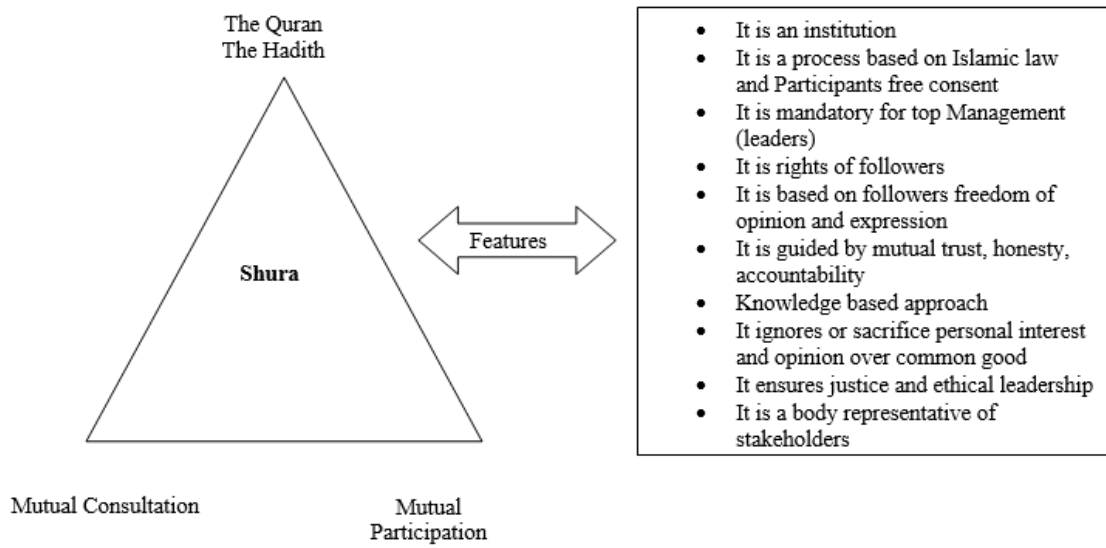 The Quran
The Hadith
Shura
Mutual Consultation
Mutual
Participation
Features
• It is an institution
• It is a process based on Islamic law
and Participants free consent
• It is mandatory for top Management
(leaders)
• It is rights of followers
• It is based on followers freedom of
opinion and expression
• It is guided by mutual trust, honesty,
accountability
• Knowledge based approach
• It ignores or sacrifice personal interest
and opinion over common good
• It ensures justice and ethical leadership
• It is a body representative of
stakeholders